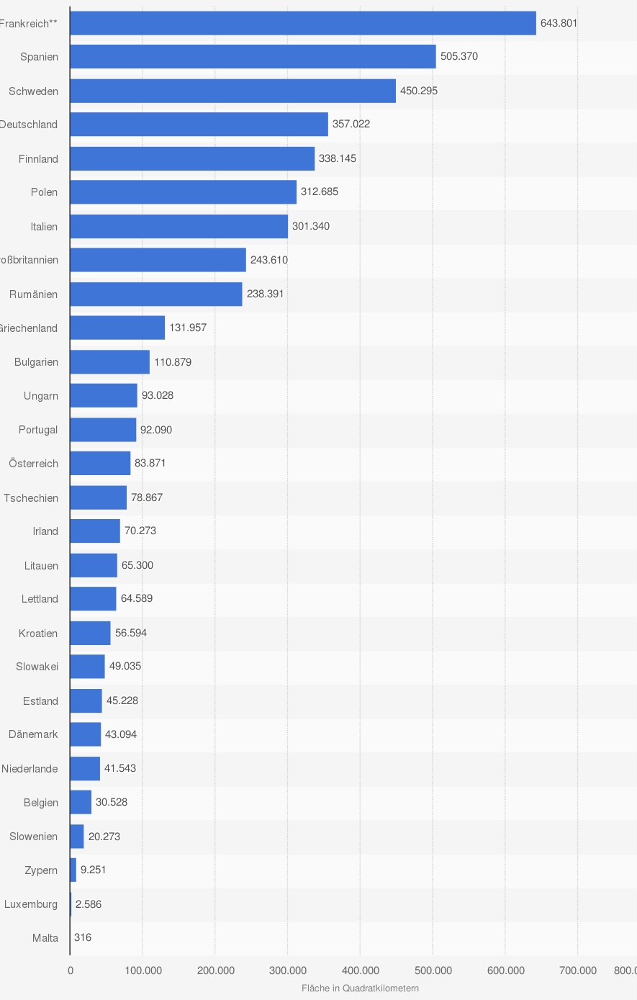 Frankreich** 643.801
Spanien 505.370
Schweden 450.295
Deutschland 357.022
Finnland 338.145
Polen 312.685
Italien 301.340
roßbritannien 243.610
Rumänien 238.391
Griechenland 131.957
Bulgarien 110.879
Ungarn 93.028
Portugal 92.090
Österreich 83.871
Tschechien 78.867
Irland 70.273
Litauen 65.300
Lettland 64.589
Kroatien 56.594
Slowakei 49.035
Estland 45.228
Dänemark 43.094
Niederlande 41.543
Belgien 30.528
Slowenien 20.273
Zypern 9.251
Luxemburg 2.586
Malta 316
0 100.000 200.000 300.000 400.000 500.000 600.000 700.000 800.0
Fläche in Quadratkilometern